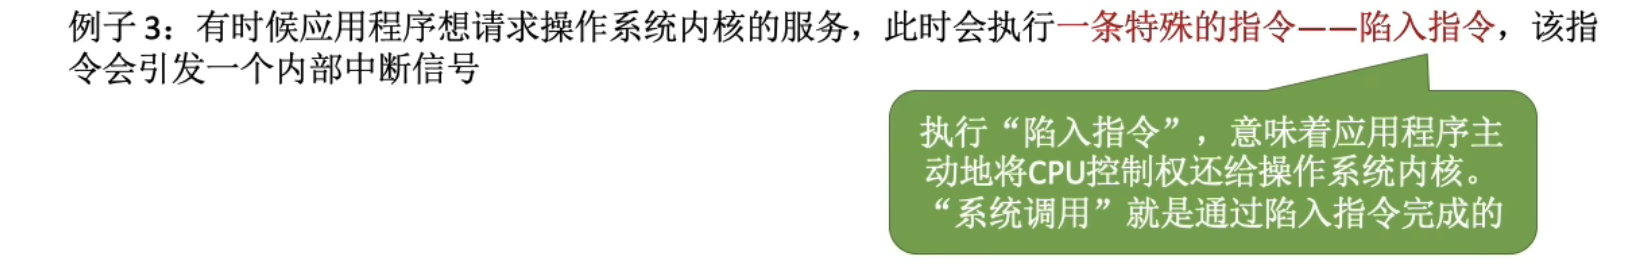 例子 3：有时候应用程序想请求操作系统内核的服务，此时会执行一条特殊的指令——陷入指令，该指
令会引发一个内部中断信号
执行“陷入指令”，意味着应用程序主
动地将CPU控制权还给操作系统内核。
“系统调用”就是通过陷入指令完成的